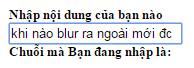 Nhập nội dung của bạn nào
khi nào blur ra ngoài mới đc
Chuỗi mà Bạn đang nhập là: